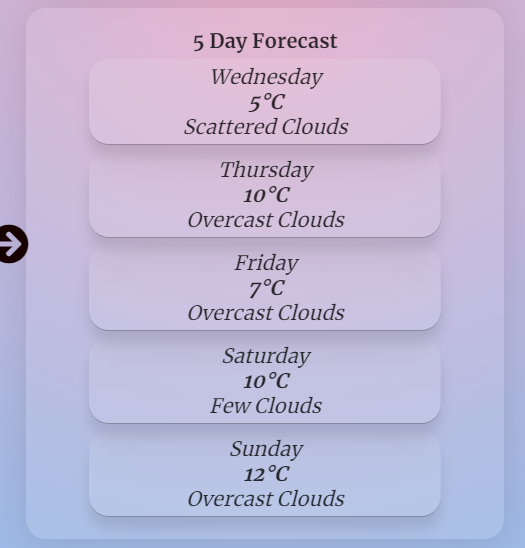 5 Day Forecast
Wednesday
5°C
Scattered Clouds
Thursday
10°C
Overcast Clouds
Friday
7°C
Overcast Clouds
Saturday
10°C
Few Clouds
Sunday
12°C
Overcast Clouds